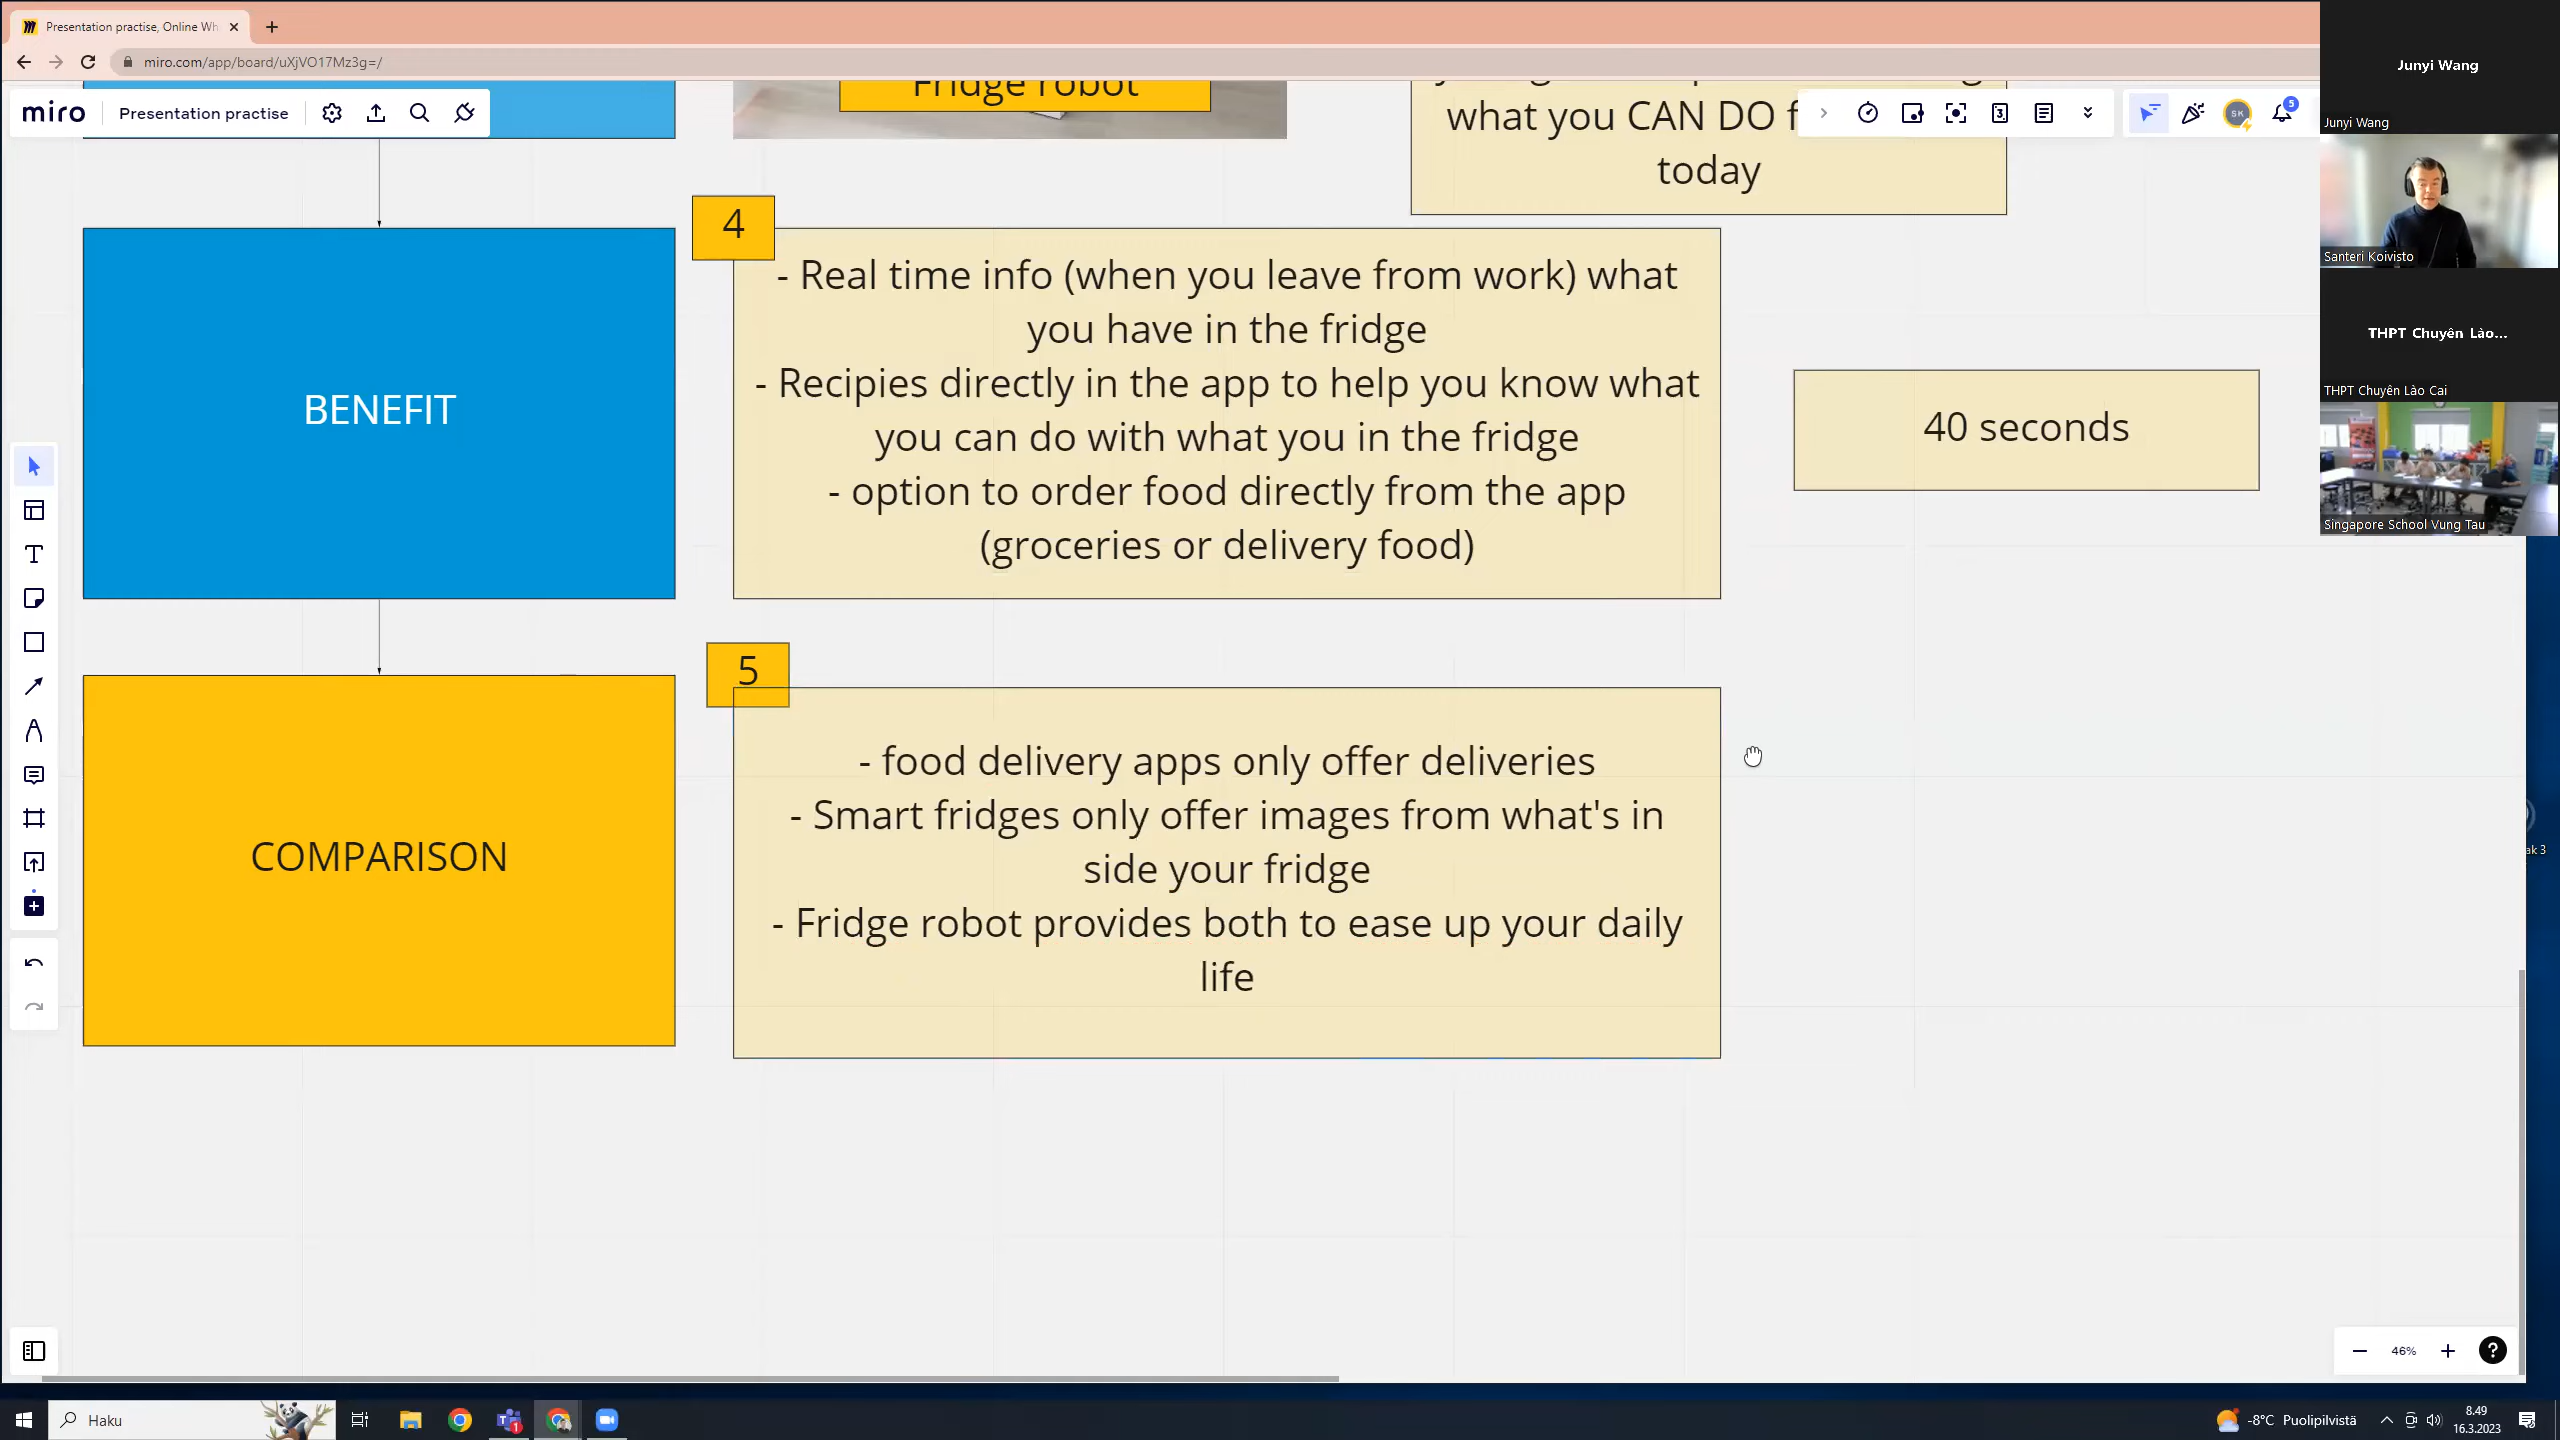 Presentation practise, Online Wh
miro.com/app/board/uXjVO17Mz3g=/
miro
Presentation practise
Fridge robot
what you CAN DO f
today
SK
5
4
BENEFIT
- Real time info (when you leave from work) what
you have in the fridge
- Recipies directly in the app to help you know what
you can do with what you in the fridge
- option to order food directly from the app
(groceries or delivery food)
40 seconds
5
COMPARISON
- food delivery apps only offer deliveries
- Smart fridges only offer images from what's in
side your fridge
- Fridge robot provides both to ease up your daily
life
Junyi Wang
Junyi Wang
Santeri Koivisto
THPT Chuyên Lào...
THPT Chuyên Lào Cai
Singapore School Vung Tau
ak 3
46%
?
Haku
1
-8°C Puolipilvistä
8.49
16.3.2023